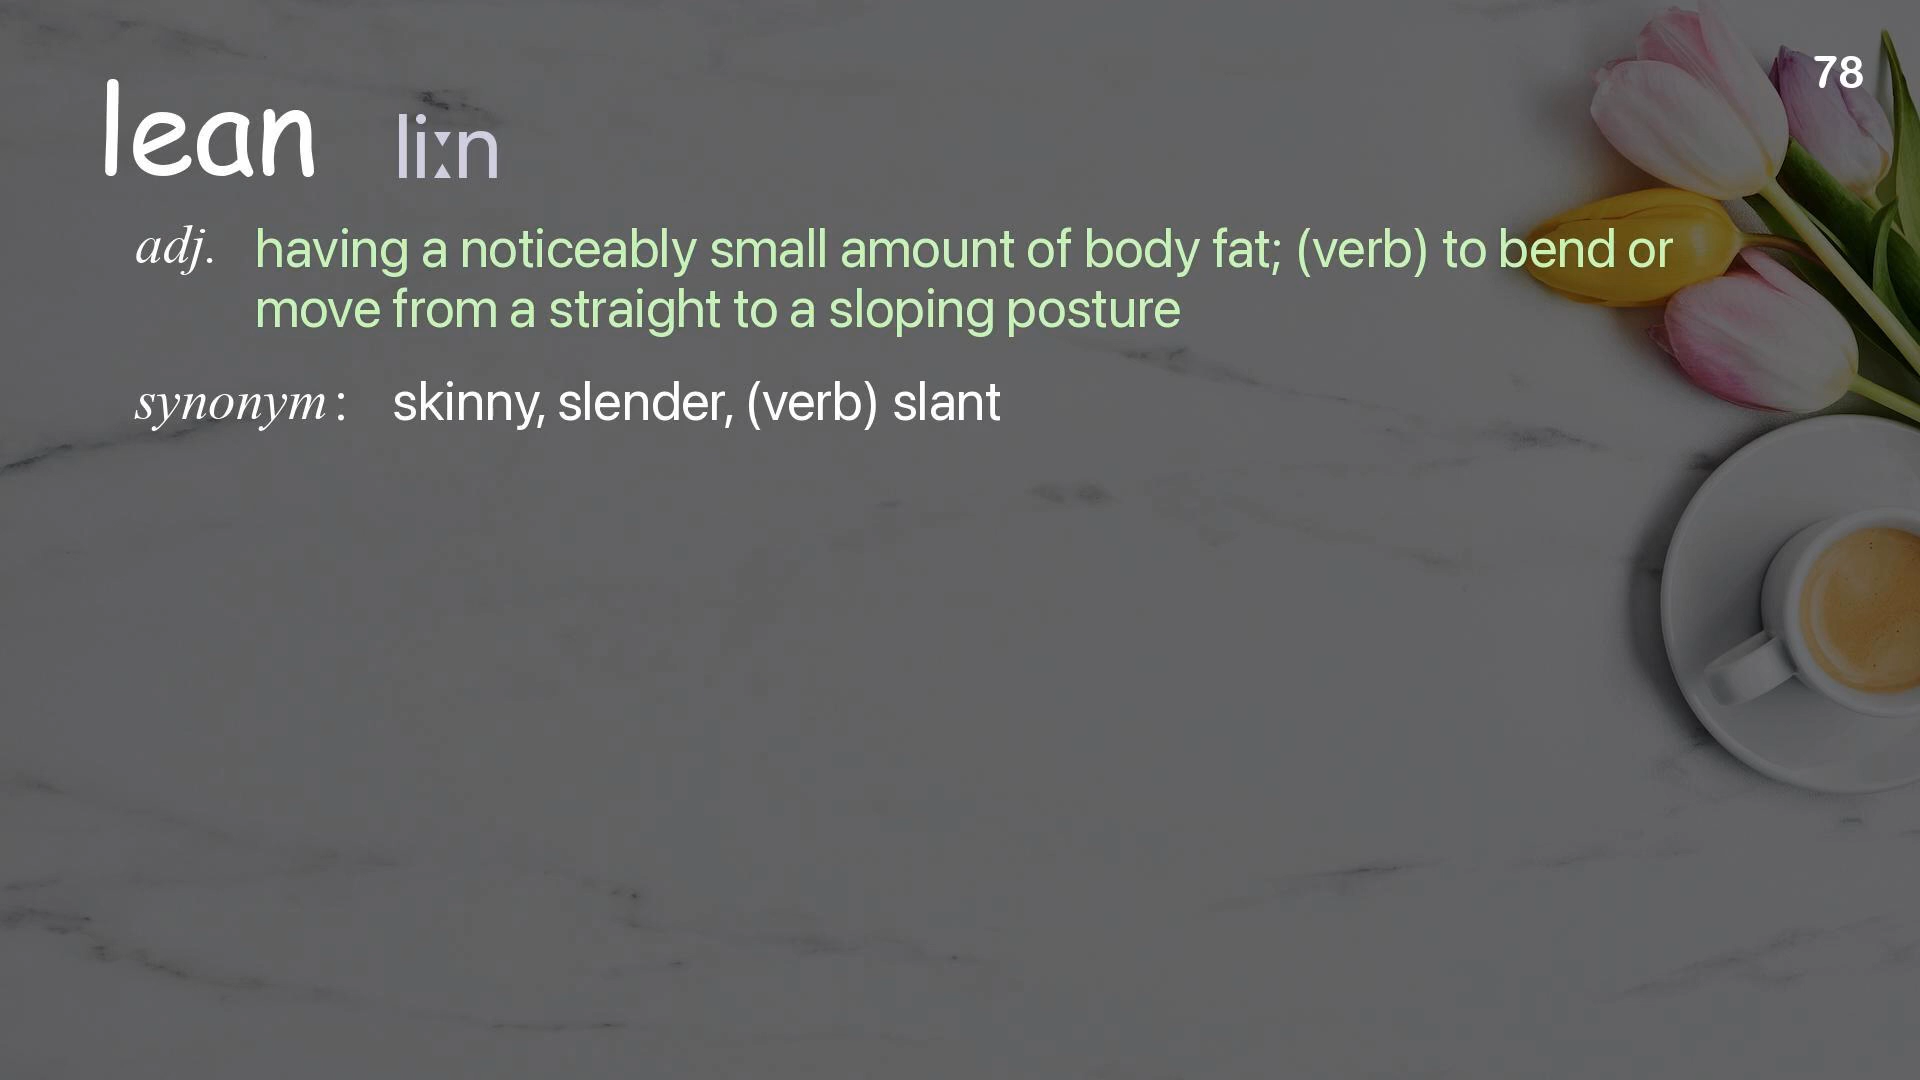 78
lean liːn
adj. having a noticeably small amount of body fat; (verb) to bend or
move from a straight to a sloping posture
synonym: skinny, slender, (verb) slant